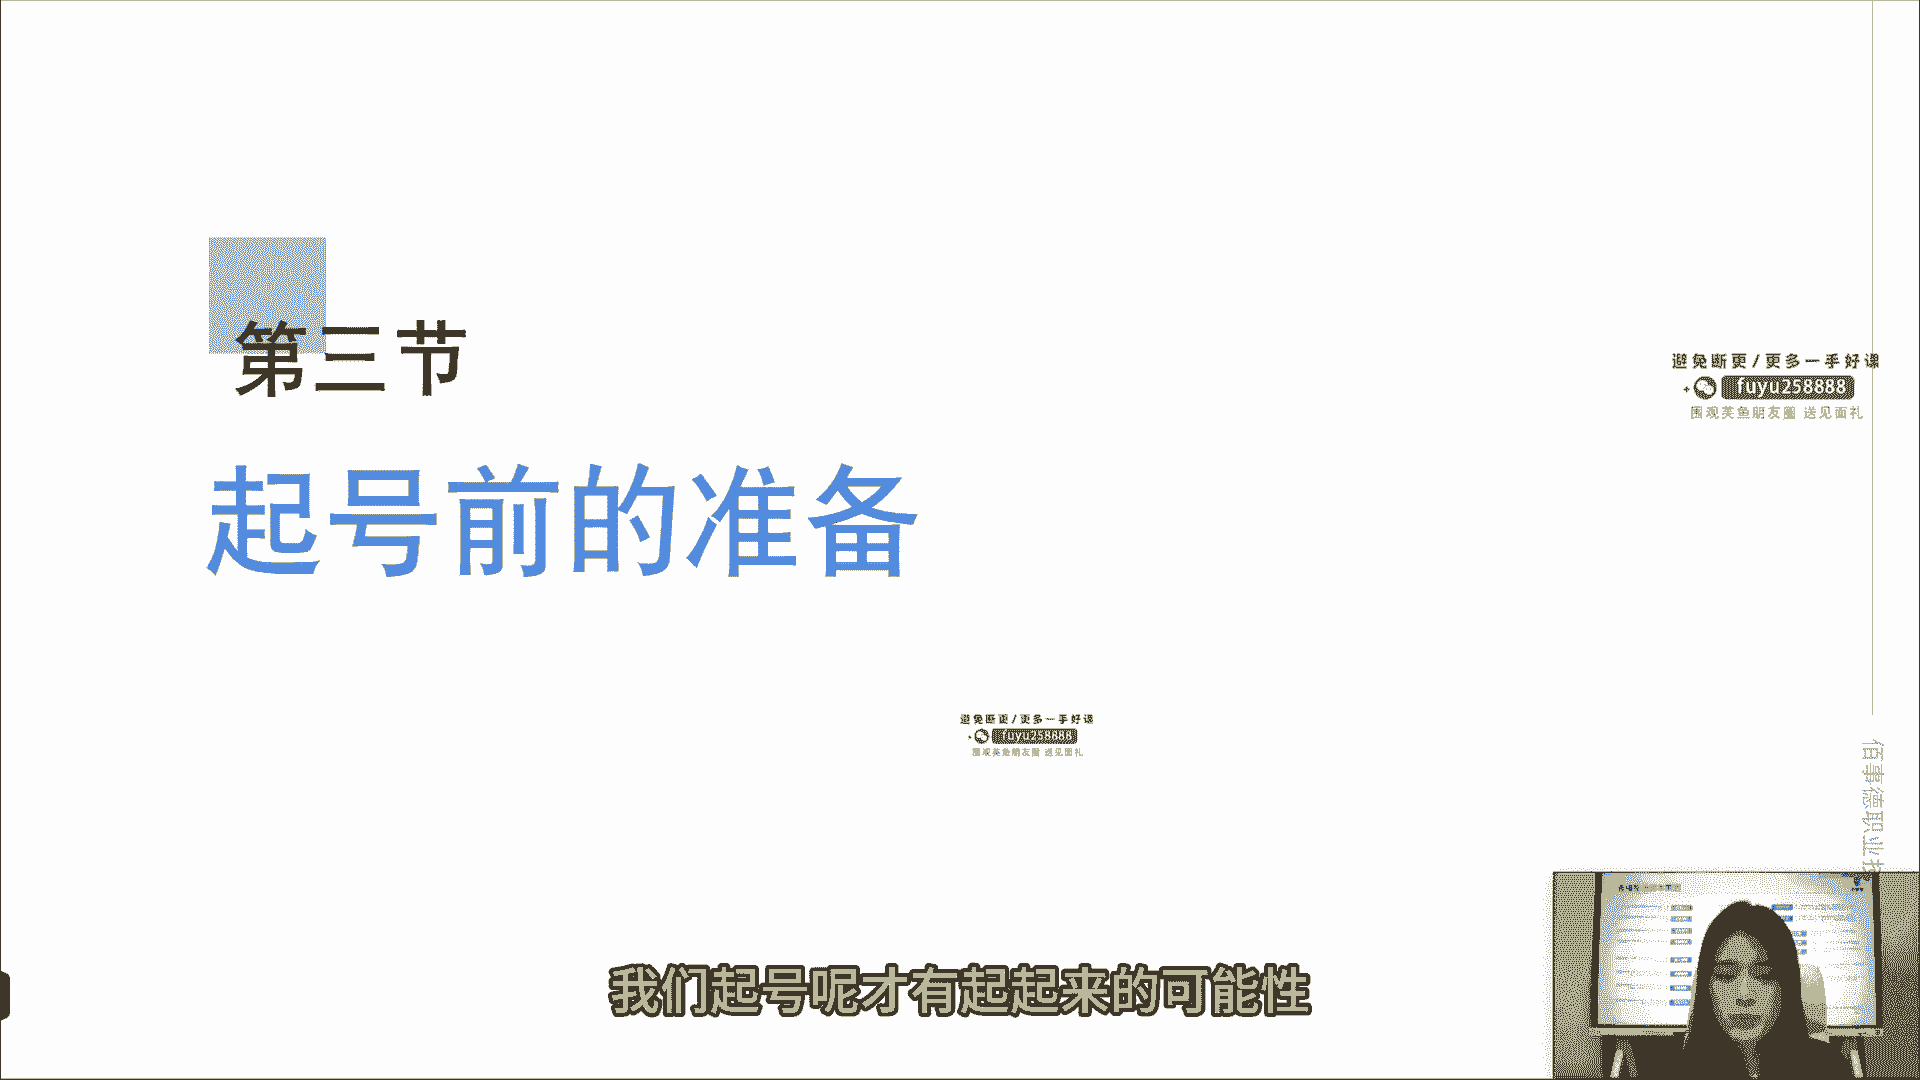 第三节
起号前的准备
避免断更/更多一手好课
+ fuyu258888
围观芙鱼朋友圈 送见面礼
避免断更/更多一手好课
+ fuyu258888
围观芙鱼朋友圈 送见面礼
佰事德职业技
我们起号呢才有起起来的可能性